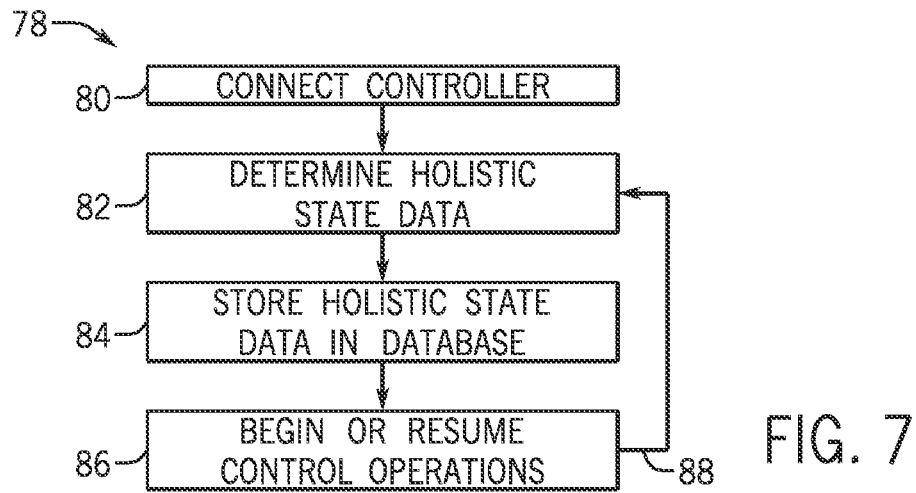 78
80
CONNECT CONTROLLER
82
DETERMINE HOLISTIC
STATE DATA
84
STORE HOLISTIC STATE
DATA IN DATABASE
86
BEGIN OR RESUME
CONTROL OPERATIONS
88
FIG. 7